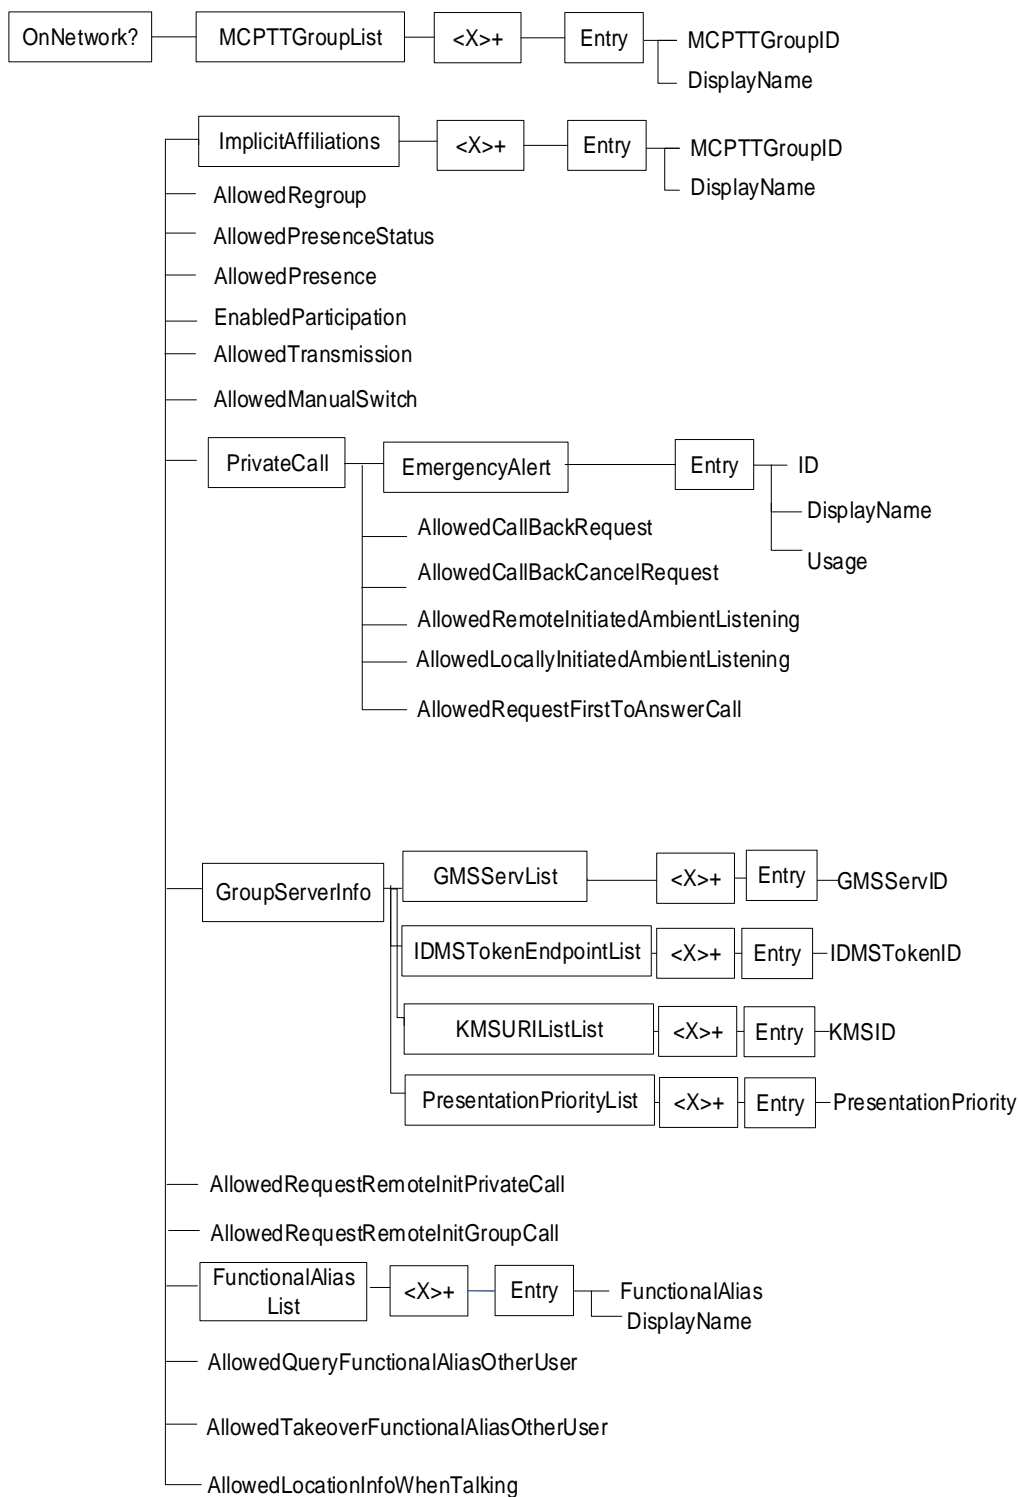 OnNetwork? MCPTTGroupList <X>+ Entry MCPTTGroupID
DisplayName
ImplicitAffiliations <X>+ Entry MCPTTGroupID
DisplayName
AllowedRegroup
AllowedPresenceStatus
AllowedPresence
EnabledParticipation
AllowedTransmission
AllowedManualSwitch
PrivateCall EmergencyAlert Entry ID
DisplayName
Usage
AllowedCallBackRequest
AllowedCallBackCancelRequest
AllowedRemoteInitiatedAmbientListening
AllowedLocallyInitiatedAmbientListening
AllowedRequestFirstToAnswerCall
GroupServerInfo GMSServList <X>+ Entry GMSServID
IDMSTokenEndpointList <X>+ Entry IDMSTokenID
KMSURIListList <X>+ Entry KMSID
PresentationPriorityList <X>+ Entry PresentationPriority
AllowedRequestRemoteInitPrivateCall
AllowedRequestRemoteInitGroupCall
FunctionalAlias
List <X>+ Entry FunctionalAlias
DisplayName
AllowedQueryFunctionalAliasOtherUser
AllowedTakeoverFunctionalAliasOtherUser
AllowedLocationInfoWhenTalking